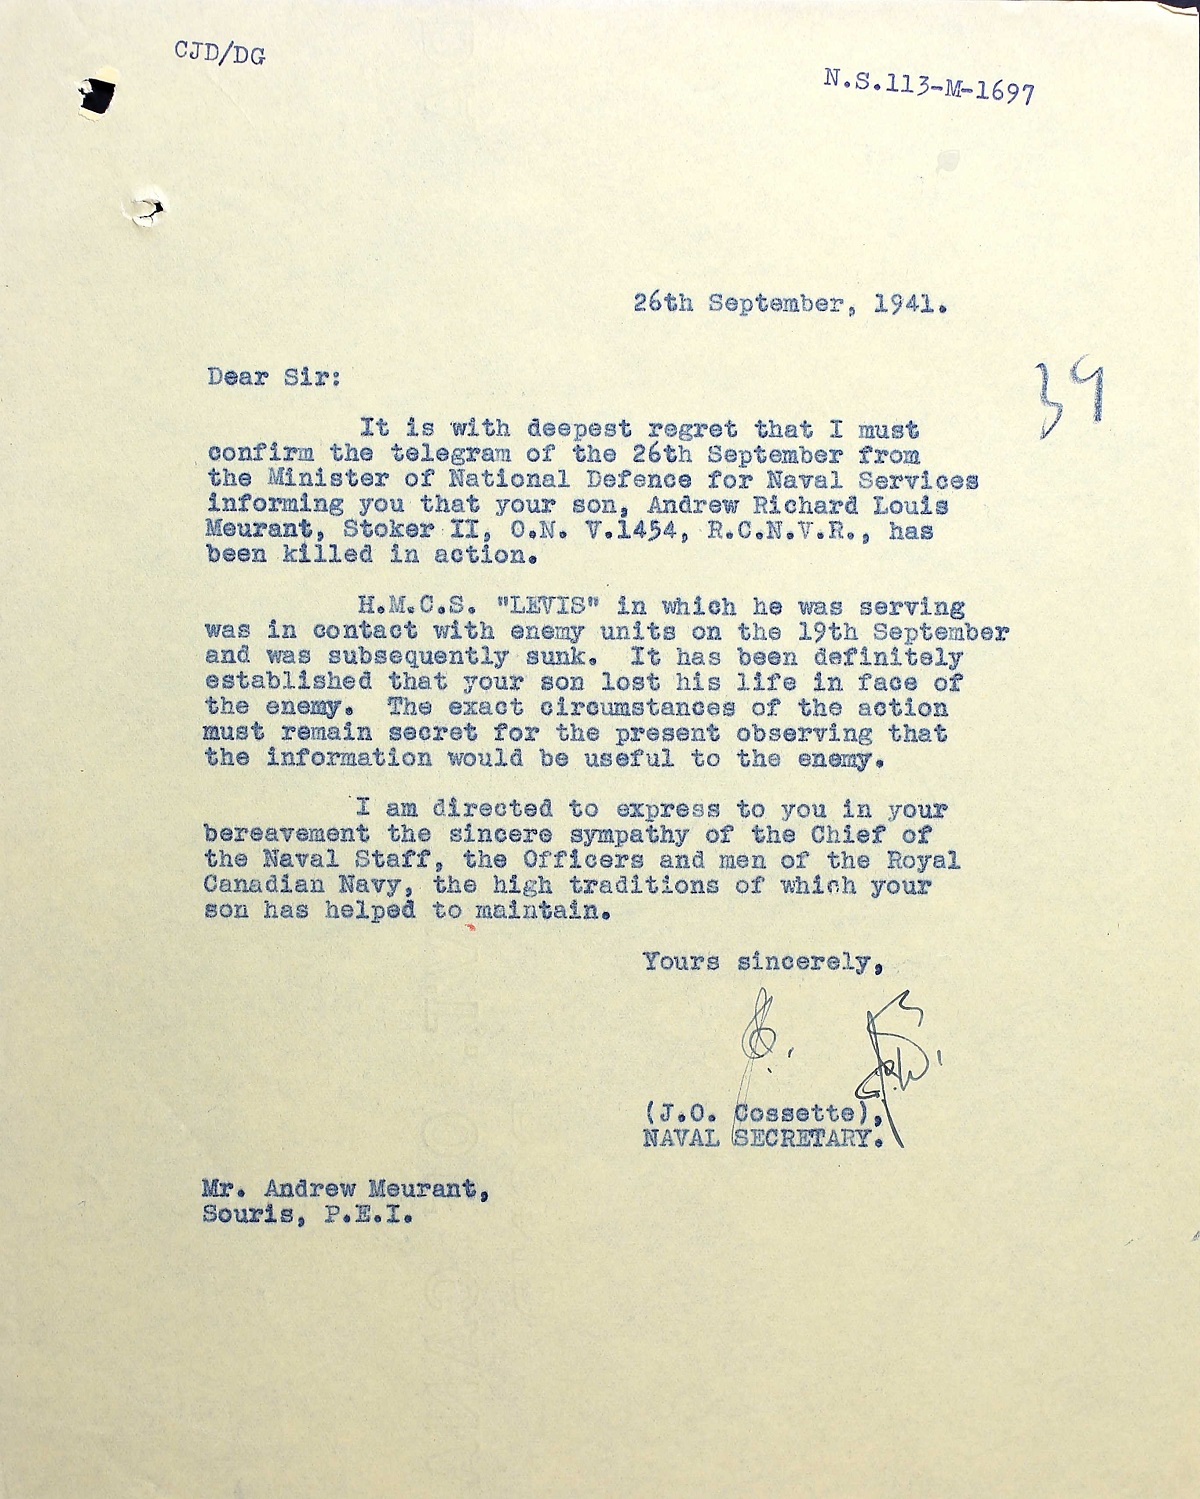 CJD/DG
N.S.113-M-1697
26th September, 1941.
39
Dear Sir:
It is with deepest regret that I must
confirm the telegram of the 26th September from
the Minister of National Defence for Naval Services
informing you that your son, Andrew Richard Louis
Meurant, Stoker II, O.N. V.1454, R.C.N.V.R., has
been killed in action.
H.M.C.S. "LEVIS" in which he was serving
was in contact with enemy units on the 19th September
and was subsequently sunk. It has been definitely
established that your son lost his life in face of
the enemy. The exact circumstances of the action
must remain secret for the present observing that
the information would be useful to the enemy.
I am directed to express to you in your
bereavement the sincere sympathy of the Chief of
the Naval Staff, the Officers and men of the Royal
Canadian Navy, the high traditions of which your
son has helped to maintain.
Yours sincerely,
(J.O. Cossette),
NAVAL SECRETARY.
Mr. Andrew Meurant,
Souris, P.E.I.